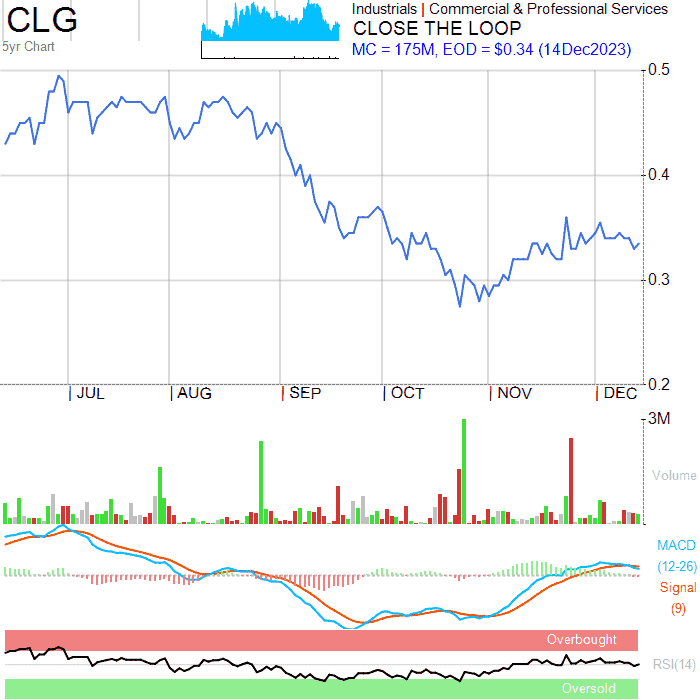 CLG
5yr Chart
Industrials | Commercial & Professional Services
CLOSE THE LOOP
MC = 175M, EOD = $0.34 (14Dec2023)
0.5
0.4
0.3
0.2
JUL
AUG
SEP
OCT
NOV
DEC
3M
Volume
MACD
(12-26)
Signal
(9)
Overbought
RSI(14)
Oversold